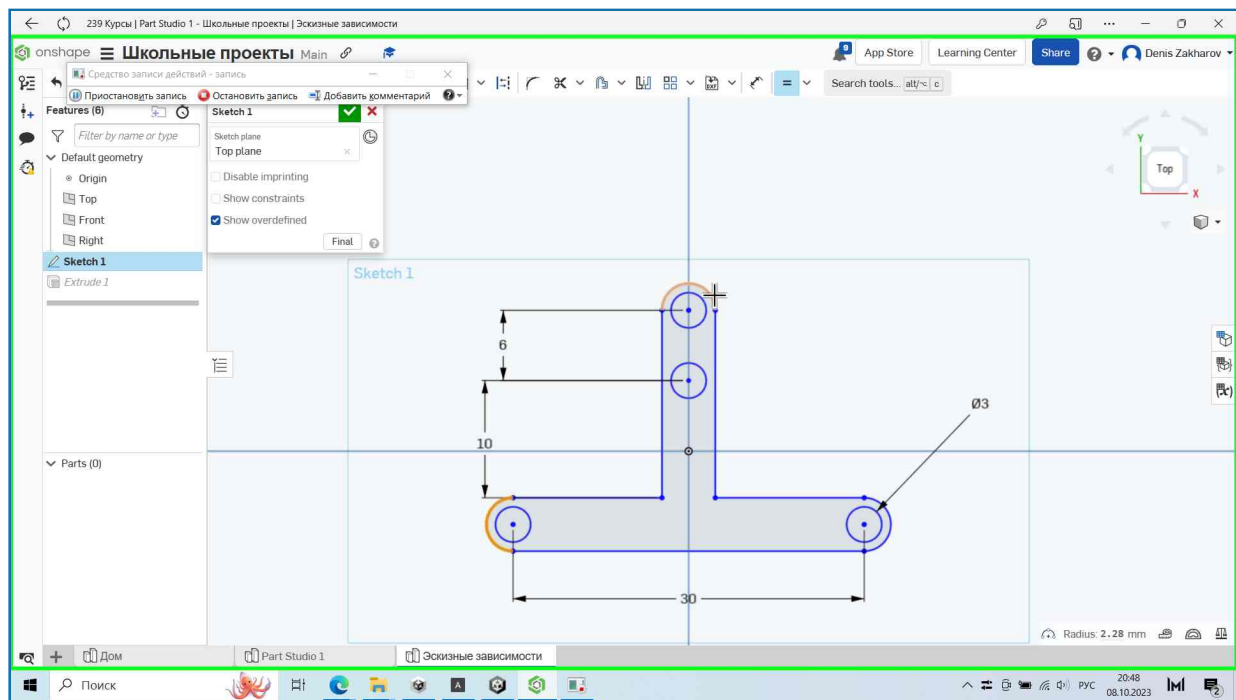 239 Курсы | Part Studio 1 - Школьные проекты | Эскизные зависимости
onshape Школьные проекты Main
9
App Store
Learning Center
Share
Denis Zakharov
Средство записи действий - запись
Приостановить запись Остановить запись Добавить комментарий
Search tools... alt/⌥ c
Features (6)
Filter by name or type
Default geometry
Origin
Top
Front
Right
Sketch 1
Extrude 1
Parts (0)
Sketch 1
Sketch plane
Top plane
Disable imprinting
Show constraints
Show overdefined
Final
Y
Top
X
Sketch 1
6
10
Ø3
30
(x)
Radius: 2.28 mm
Дом
Part Studio 1
Эскизные зависимости
Поиск
РУС
20:48
08.10.2023
2